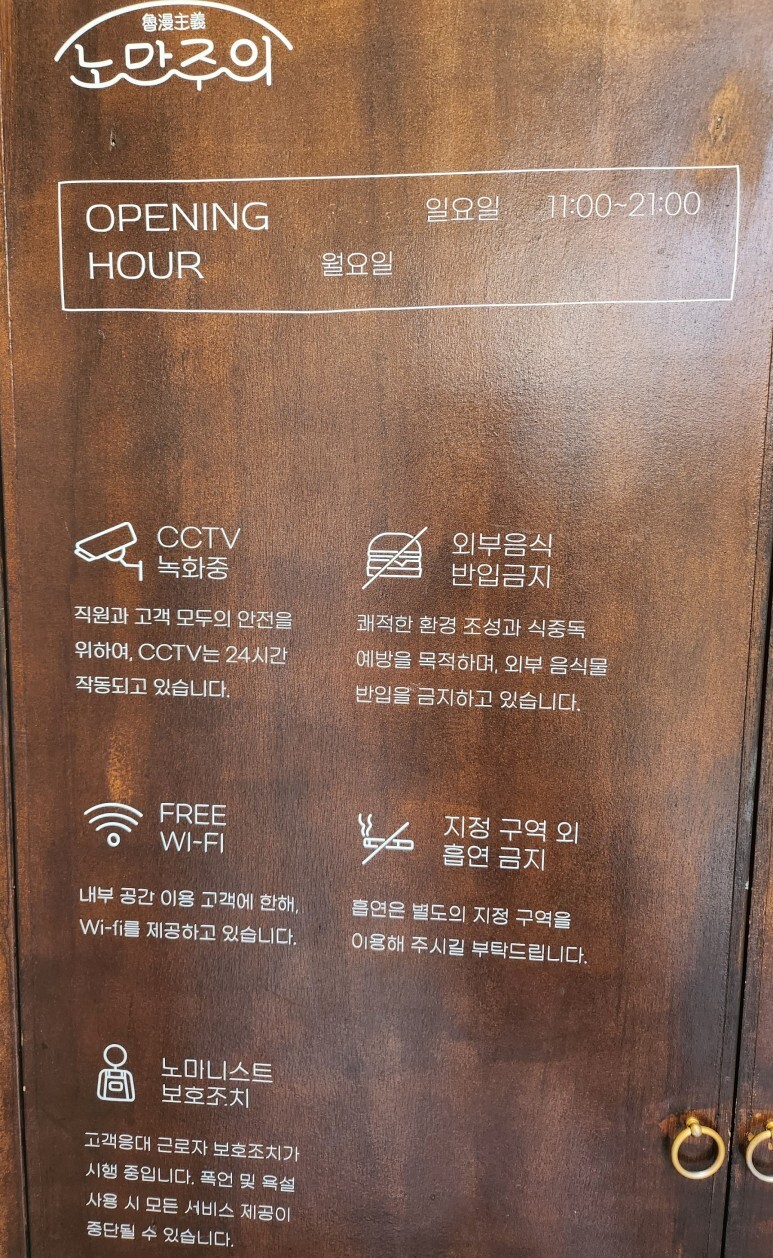 魯漫主義
노만주의
OPENING
HOUR
일요일 11:00~21:00
월요일
CCTV
녹화중
직원과 고객 모두의 안전을
위하여, CCTV는 24시간
작동되고 있습니다.
외부음식
반입금지
쾌적한 환경 조성과 식중독
예방을 목적하며, 외부 음식물
반입을 금지하고 있습니다.
FREE
WI-FI
내부 공간 이용 고객에 한해,
Wi-fi를 제공하고 있습니다.
지정 구역 외
흡연 금지
흡연은 별도의 지정 구역을
이용해 주시길 부탁드립니다.
노마니스트
보호조치
고객응대 근로자 보호조치가
시행 중입니다. 폭언 및 욕설
사용 시 모든 서비스 제공이
중단될 수 있습니다.